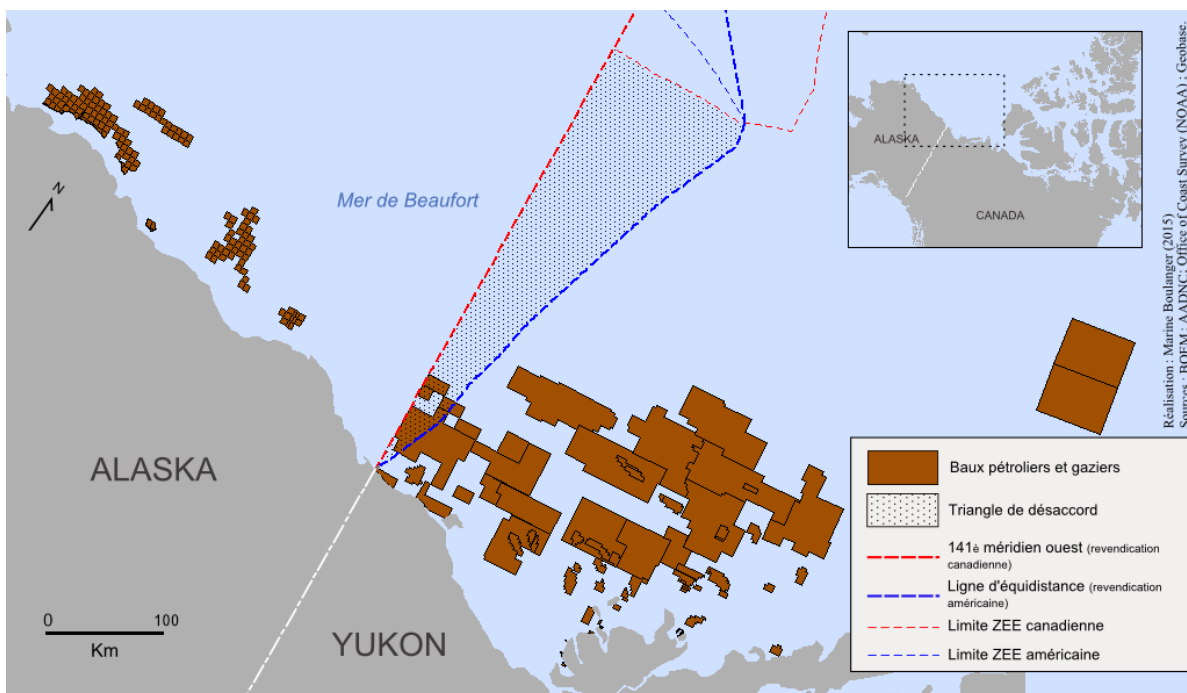 N
Mer de Beaufort
ALASKA
YUKON
0 100
Km
ALASKA
CANADA
Réalisation : Marine Boulanger (2015)
Sources : BOEM ; AADNC ; Office of Coast Survey (NOAA) ; Geobase.
Baux pétroliers et gaziers
Triangle de désaccord
141è méridien ouest (revendication
canadienne)
Ligne d'équidistance (revendication
américaine)
Limite ZEE canadienne
Limite ZEE américaine